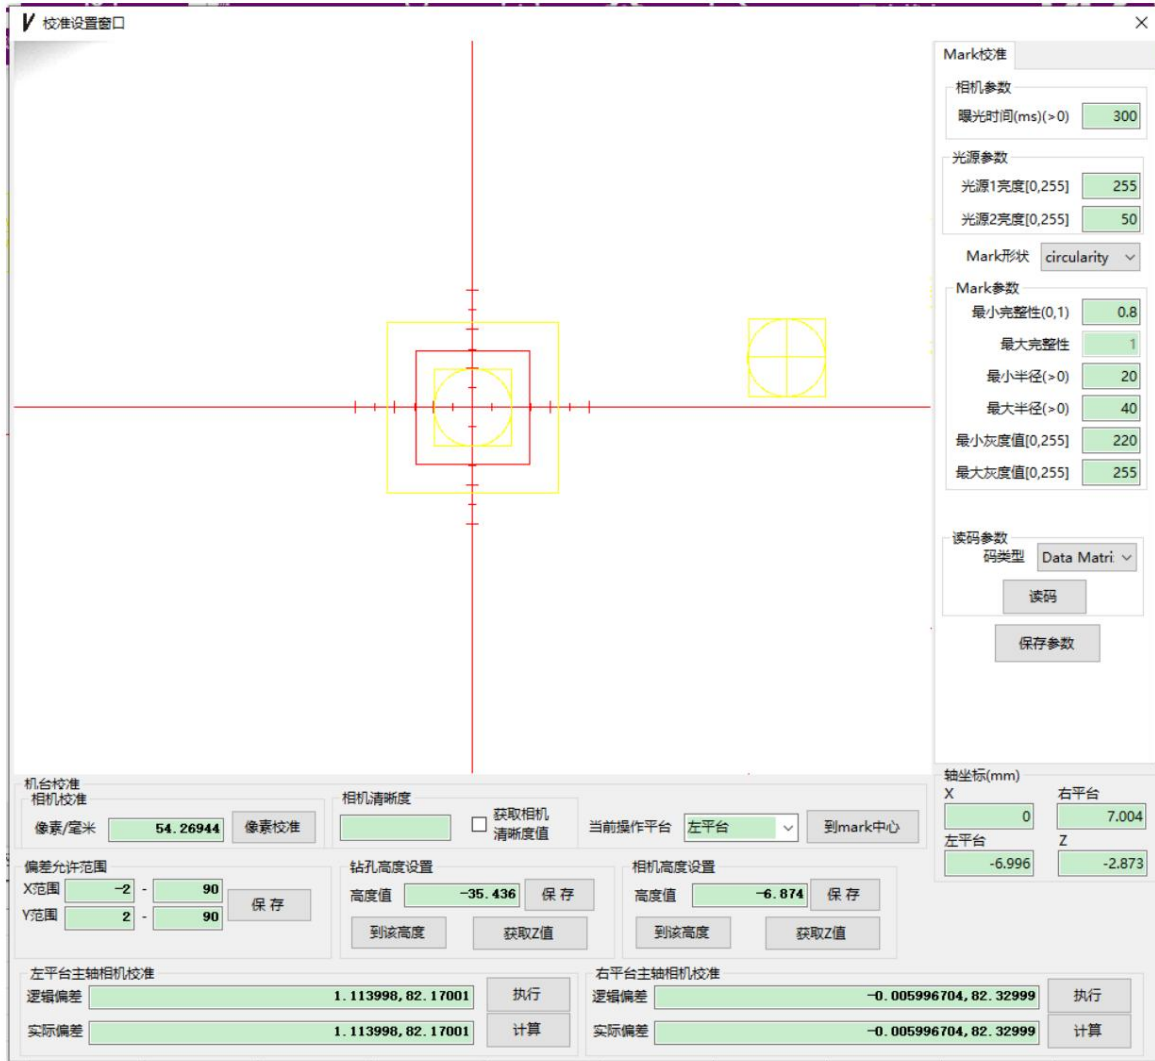 校准设置窗口
Mark校准
相机参数
曝光时间(ms)(>0) 300
光源参数
光源1亮度[0,255] 255
光源2亮度[0,255] 50
Mark形状 circularity
Mark参数
最小完整性(0,1) 0.8
最大完整性 1
最小半径(>0) 20
最大半径(>0) 40
最小灰度值[0,255] 220
最大灰度值[0,255] 255
读码参数
码类型 Data Matri
读码
保存参数
机台校准
相机校准
像素/毫米 54.26944 像素校准
相机清晰度
获取相机
清晰度值
当前操作平台 左平台 到mark中心
轴坐标(mm)
X 右平台
0 7.004
左平台 Z
-6.996 -2.873
偏差允许范围
X范围 -2 - 90
Y范围 2 - 90
保存
钻孔高度设置
高度值 -35.436 保存
到该高度 获取Z值
相机高度设置
高度值 -6.874 保存
到该高度 获取Z值
左平台主轴相机校准
逻辑偏差 1.113998,82.17001 执行
实际偏差 1.113998,82.17001 计算
右平台主轴相机校准
逻辑偏差 -0.005996704,82.32999 执行
实际偏差 -0.005996704,82.32999 计算